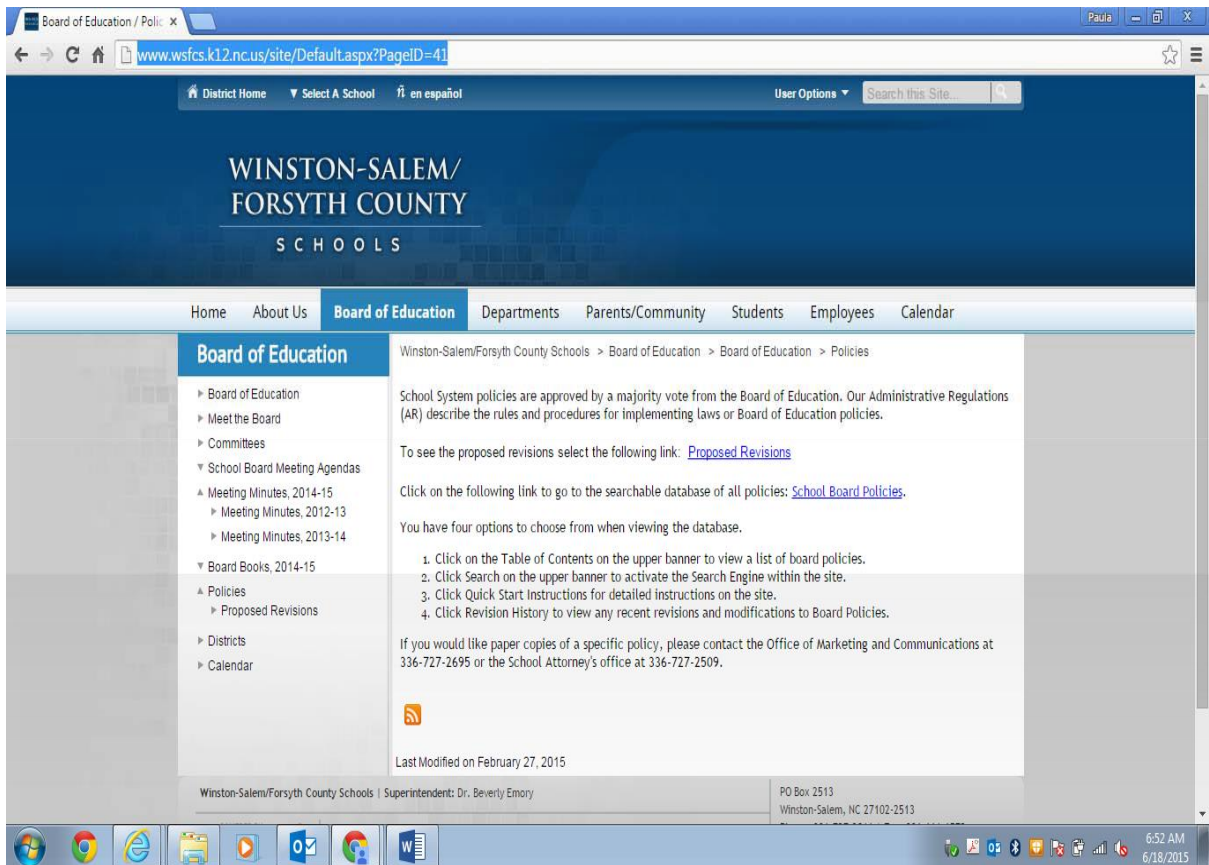 Board of Education / Polic
Paula
www.wsfcs.k12.nc.us/site/Default.aspx?PageID=41
District Home
Select A School
en español
User Options
Search this Site...
WINSTON-SALEM/
FORSYTH COUNTY
SCHOOLS
Home
About Us
Board of Education
Departments
Parents/Community
Students
Employees
Calendar
Board of Education
Board of Education
Meet the Board
Committees
School Board Meeting Agendas
Meeting Minutes, 2014-15
Meeting Minutes, 2012-13
Meeting Minutes, 2013-14
Board Books, 2014-15
Policies
Proposed Revisions
Districts
Calendar
Winston-Salem/Forsyth County Schools > Board of Education > Board of Education > Policies
School System policies are approved by a majority vote from the Board of Education. Our Administrative Regulations
(AR) describe the rules and procedures for implementing laws or Board of Education policies.
To see the proposed revisions select the following link: Proposed Revisions
Click on the following link to go to the searchable database of all policies: School Board Policies.
You have four options to choose from when viewing the database.
1. Click on the Table of Contents on the upper banner to view a list of board policies.
2. Click Search on the upper banner to activate the Search Engine within the site.
3. Click Quick Start Instructions for detailed instructions on the site.
4. Click Revision History to view any recent revisions and modifications to Board Policies.
If you would like paper copies of a specific policy, please contact the Office of Marketing and Communications at
336-727-2695 or the School Attorney's office at 336-727-2509.
Last Modified on February 27, 2015
Winston-Salem/Forsyth County Schools | Superintendent: Dr. Beverly Emory
PO Box 2513
Winston-Salem, NC 27102-2513
6:52 AM
6/18/2015